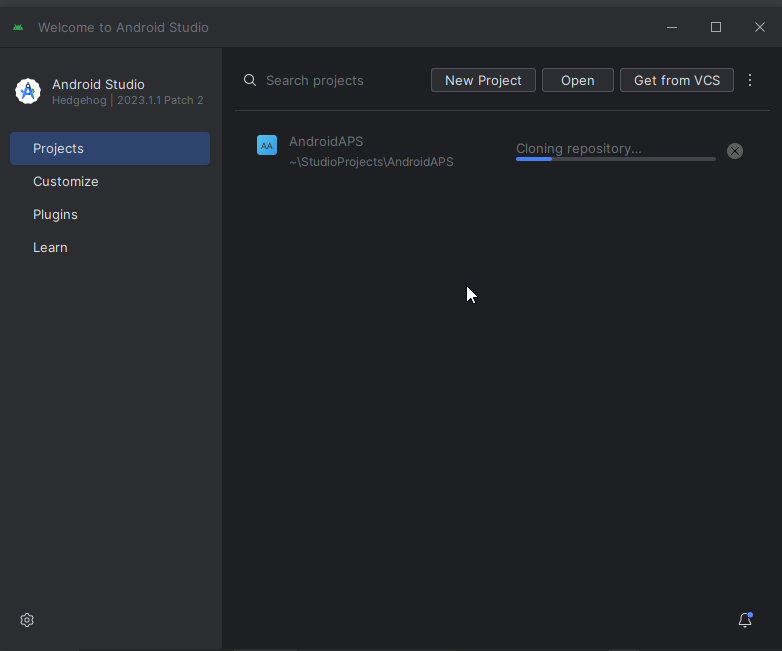 Welcome to Android Studio
Android Studio
Hedgehog | 2023.1.1 Patch 2
Projects
Customize
Plugins
Learn
Search projects
New Project
Open
Get from VCS
AA
AndroidAPS
~\StudioProjects\AndroidAPS
Cloning repository...